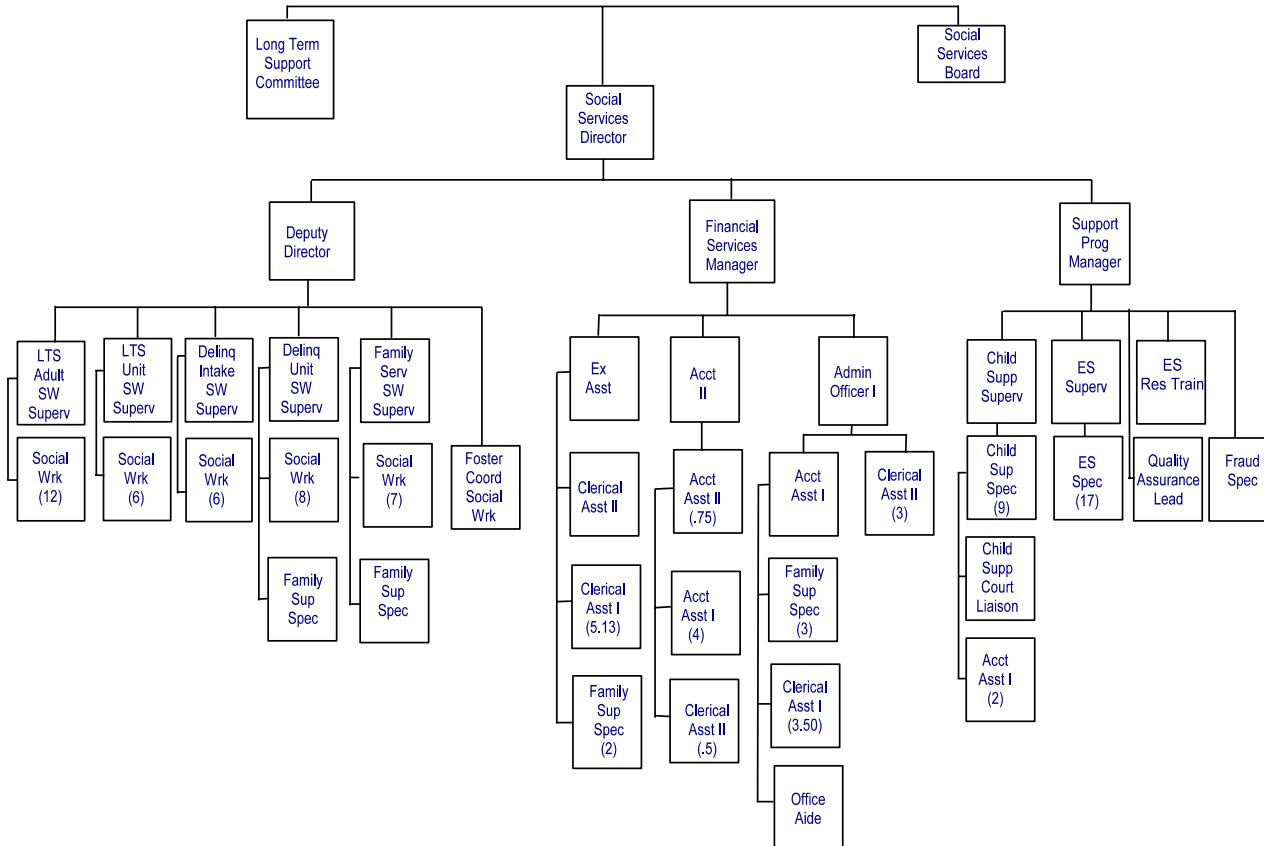 Long Term
Support
Committee
Social
Services
Board
Social
Services
Director
Deputy
Director
Financial
Services
Manager
Support
Prog
Manager
LTS
Adult
SW
Superv
LTS
Unit
SW
Superv
Delinq
Intake
SW
Superv
Delinq
Unit
SW
Superv
Family
Serv
SW
Superv
Ex
Asst
Acct
II
Admin
Officer I
Child
Supp
Superv
ES
Superv
ES
Res Train
Social
Wrk
(12)
Social
Wrk
(6)
Social
Wrk
(6)
Social
Wrk
(8)
Social
Wrk
(7)
Foster
Coord
Social
Wrk
Clerical
Asst II
Acct
Asst II
(.75)
Acct
Asst I
Clerical
Asst II
(3)
Child
Sup
Spec
(9)
ES
Spec
(17)
Quality
Assurance
Lead
Fraud
Spec
Family
Sup
Spec
Family
Sup
Spec
Clerical
Asst I
(5.13)
Acct
Asst I
(4)
Family
Sup
Spec
(3)
Child
Supp
Court
Liaison
Family
Sup
Spec
(2)
Clerical
Asst II
(.5)
Clerical
Asst I
(3.50)
Acct
Asst I
(2)
Office
Aide